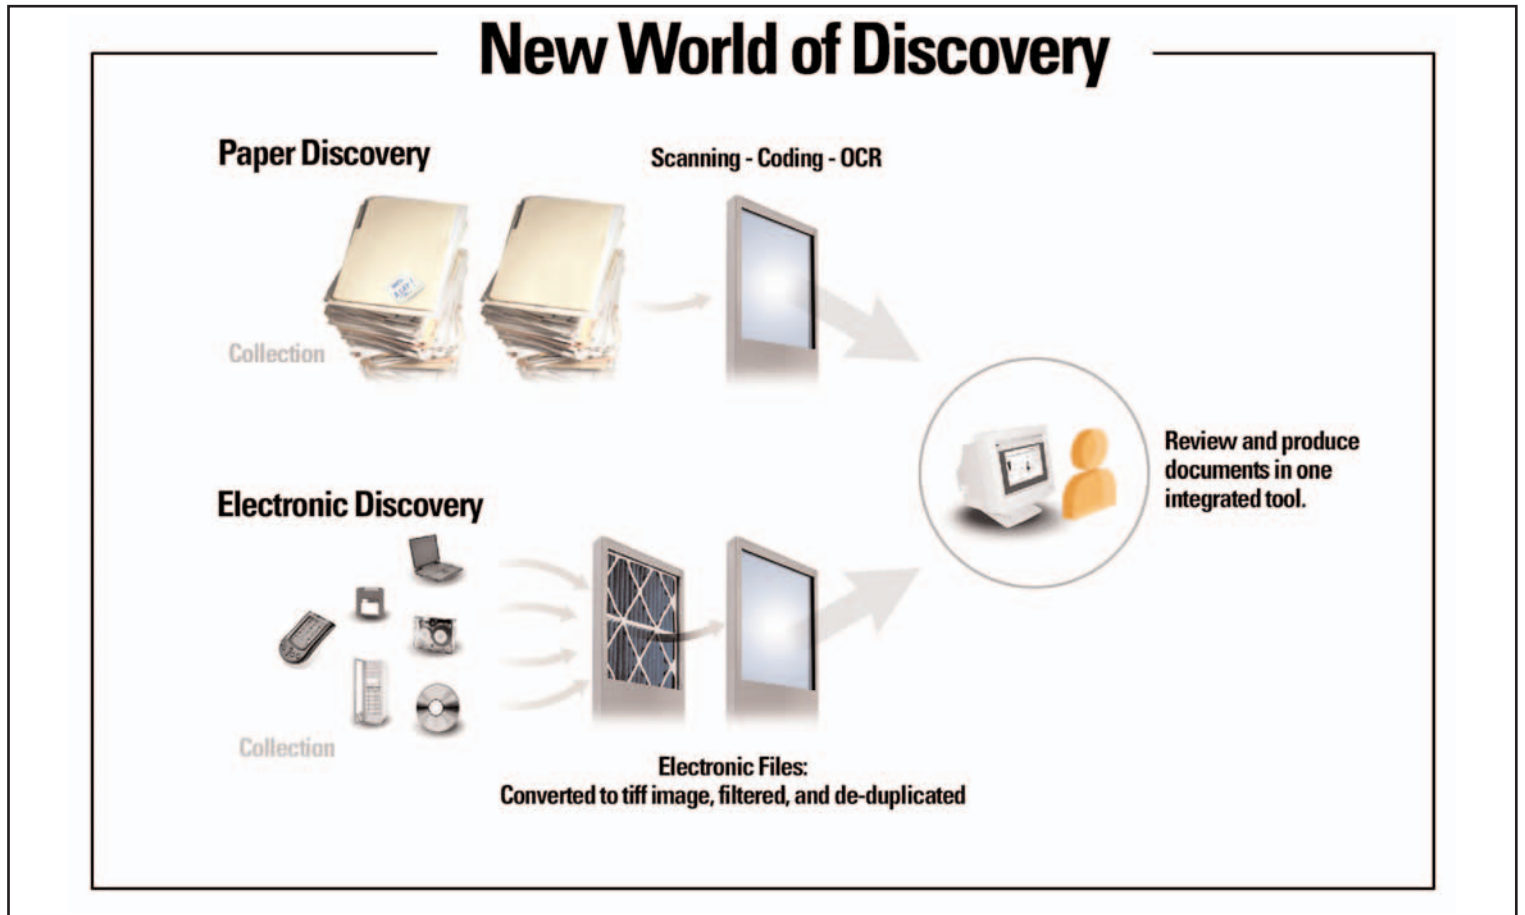 New World of Discovery
Paper Discovery
Scanning - Coding - OCR
Collection
Review and produce
documents in one
integrated tool.
Electronic Discovery
Collection
Electronic Files:
Converted to tiff image, filtered, and de-duplicated